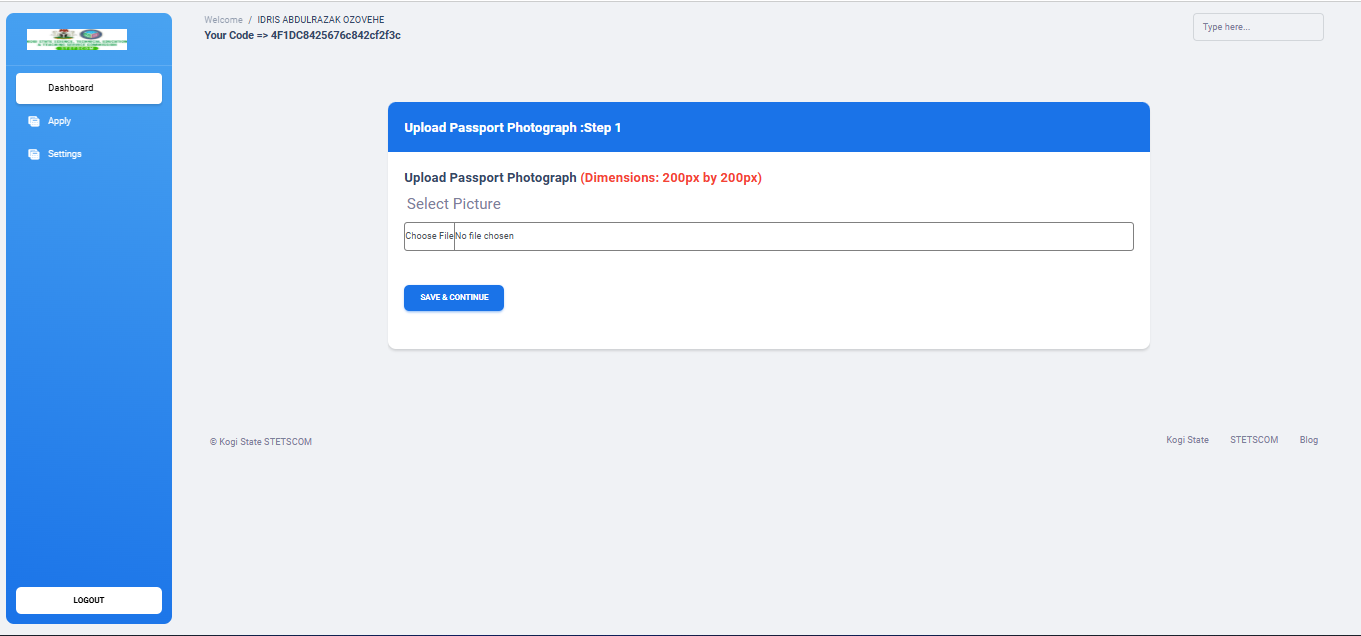 Dashboard
Apply
Settings
LOGOUT
Welcome / IDRIS ABDULRAZAK OZOVEHE
Your Code => 4F1DC8425676c842cf2f3c
Type here...
Upload Passport Photograph :Step 1
Upload Passport Photograph (Dimensions: 200px by 200px)
Select Picture
Choose File No file chosen
SAVE & CONTINUE
© Kogi State STETSCOM
Kogi State STETSCOM Blog